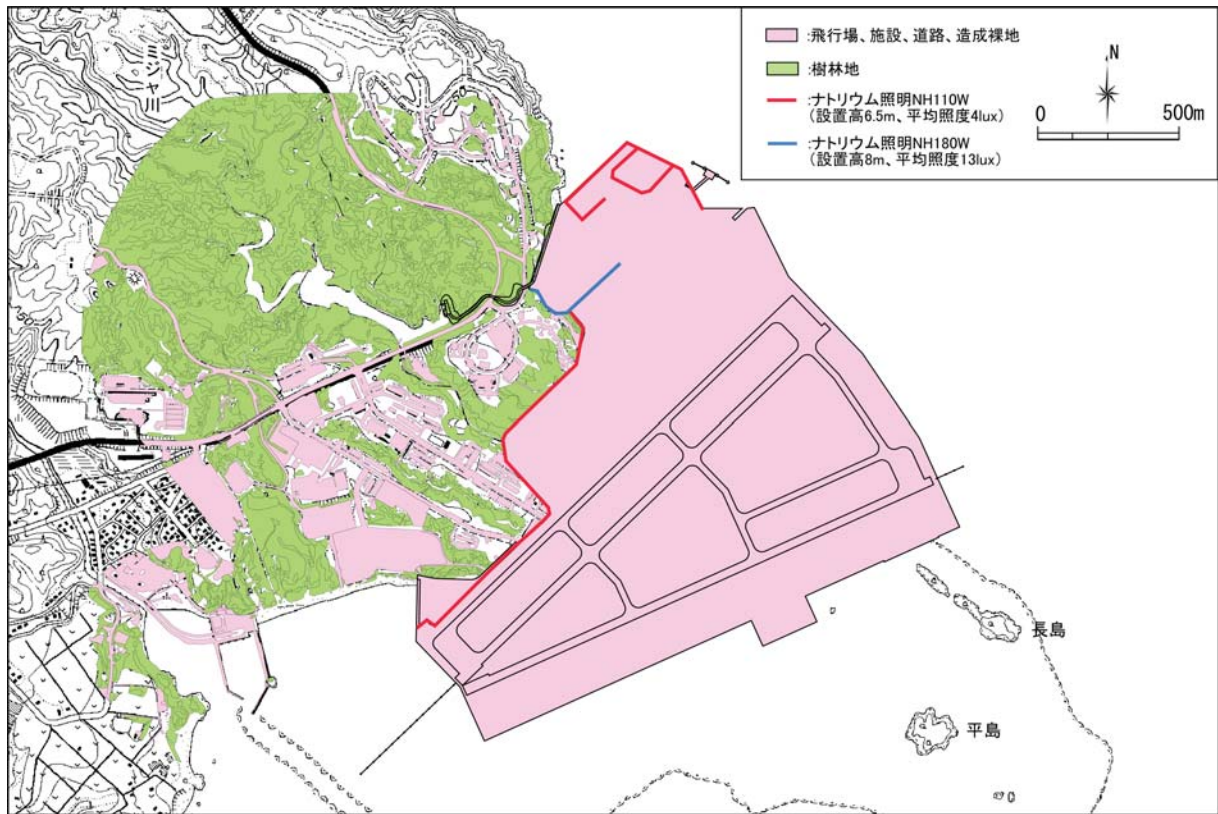 :飛行場、施設、道路、造成裸地
:樹林地
:ナトリウム照明NH110W
(設置高6.5m、平均照度4lux)
:ナトリウム照明NH180W
(設置高8m、平均照度13lux)
N
0 500m
ミジャ川
50
50
50
長島
平島